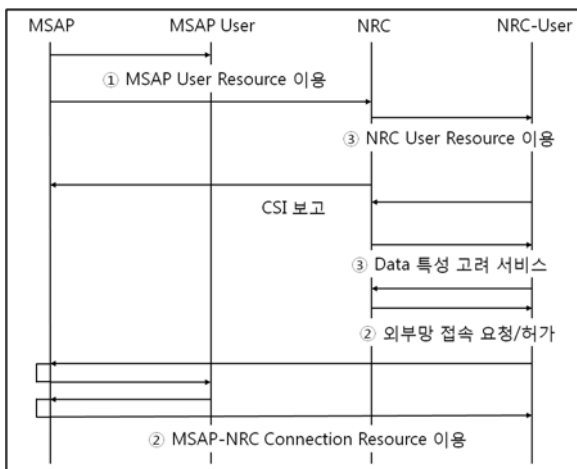 MSAP MSAP User NRC NRC-User
① MSAP User Resource 이용
③ NRC User Resource 이용
CSI 보고
③ Data 특성 고려 서비스
② 외부망 접속 요청/허가
② MSAP-NRC Connection Resource 이용